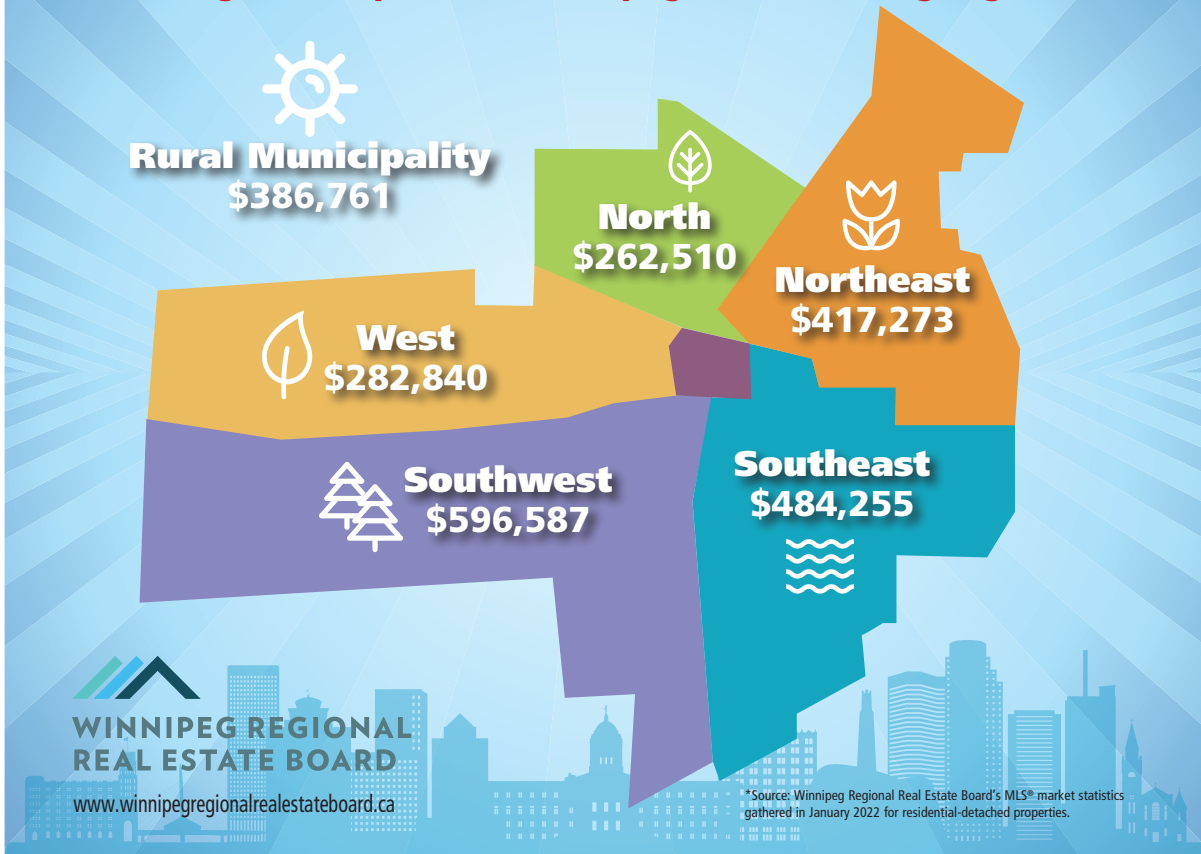 Rural Municipality
$386,761
North
$262,510
Northeast
$417,273
West
$282,840
Southwest
$596,587
Southeast
$484,255
WINNIPEG REGIONAL
REAL ESTATE BOARD
www.winnipegregionalrealestateboard.ca
*Source: Winnipeg Regional Real Estate Board's MLS® market statistics
gathered in January 2022 for residential-detached properties.